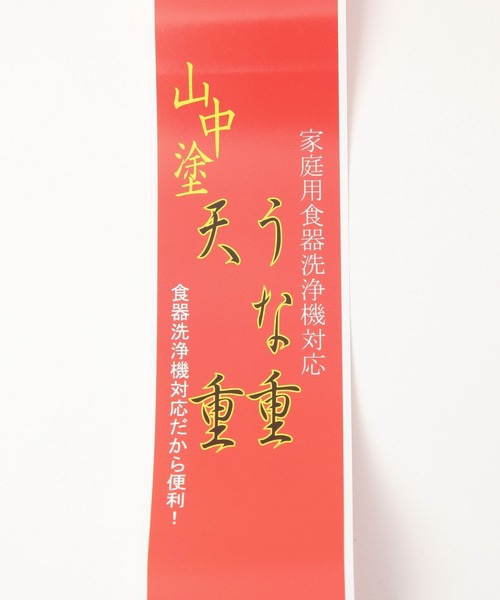 家庭用食器洗浄機対応
うな重
天重
山中塗
食器洗浄機対応だから便利！